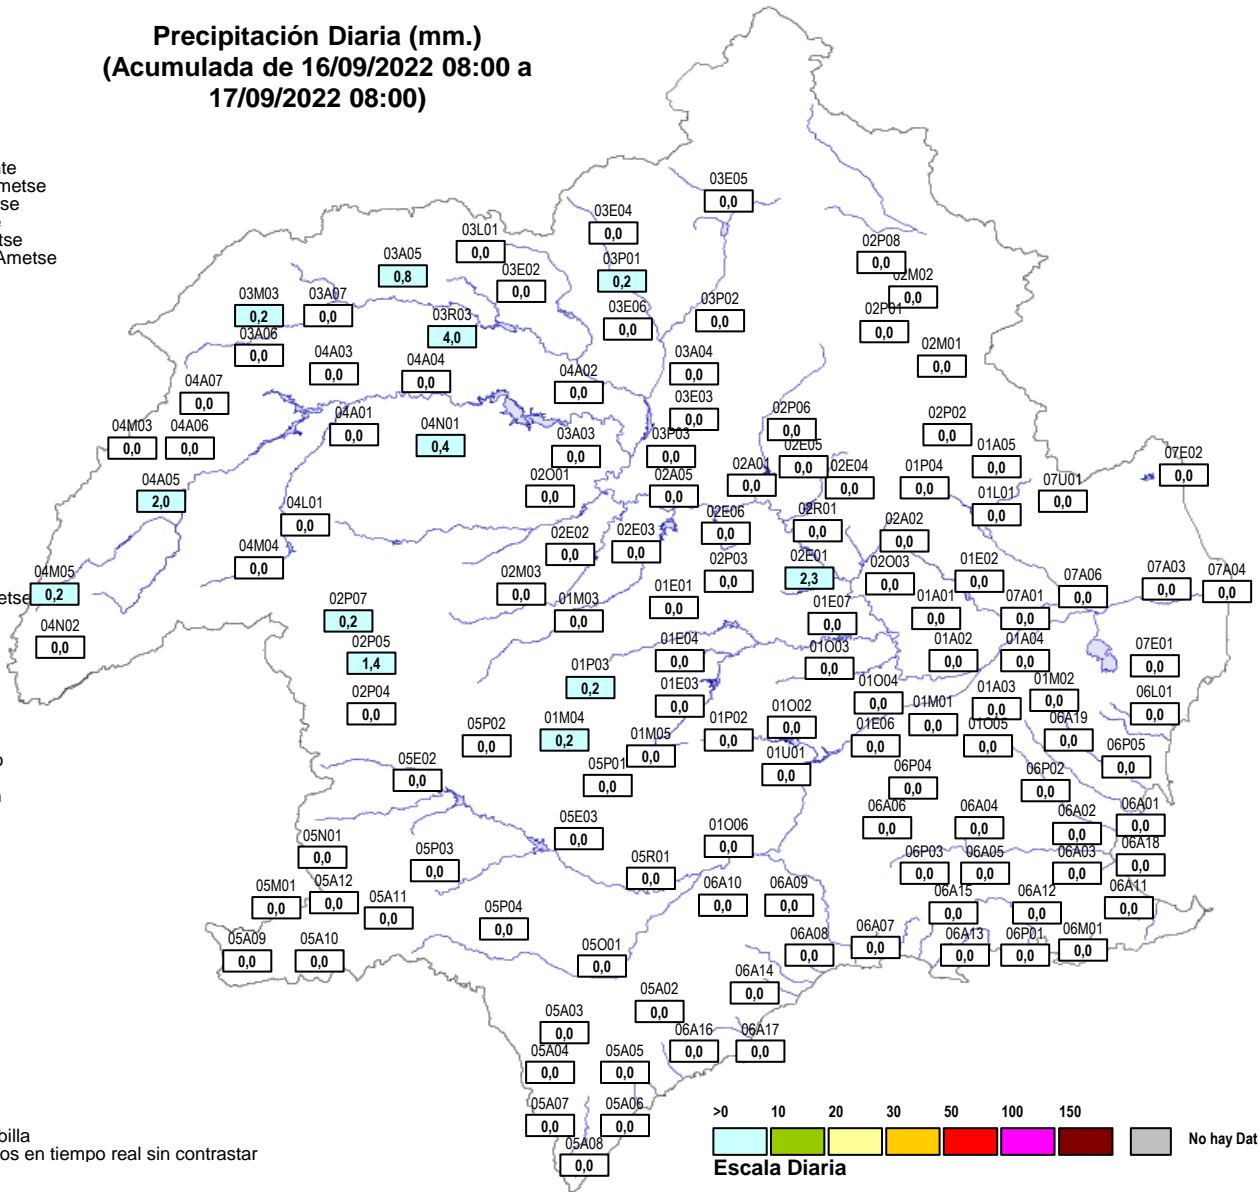 Precipitación Diaria (mm.)
(Acumulada de 16/09/2022 08:00 a
17/09/2022 08:00)
03E05
0,0
03E04
0,0
03L01
0,0
03A05
0,8
03E02
0,0
03P01
0,2
02P08
0,0
02M02
0,0
03M03
0,2
03A07
0,0
03R03
4,0
03E06
0,0
03P02
0,0
02P01
0,0
03A06
0,0
04A03
0,0
04A04
0,0
04A02
0,0
03A04
0,0
02M01
0,0
04A07
0,0
03E03
0,0
04M03
0,0
04A06
0,0
04A01
0,0
04N01
0,4
03A03
0,0
03P03
0,0
02P06
0,0
02P02
0,0
02E05
0,0
01A05
0,0
07E02
0,0
04A05
2,0
02O01
0,0
02A05
0,0
02A01
0,0
02E04
0,0
01P04
0,0
07U01
0,0
01L01
0,0
04L01
0,0
02E06
0,0
02R01
0,0
02A02
0,0
04M04
0,0
02E02
0,0
02E03
0,0
04M05
0,2
02M03
0,0
02P03
0,0
02E01
2,3
02O03
0,0
01E02
0,0
07A06
0,0
07A03
0,0
07A04
0,0
04N02
0,0
02P07
0,2
01M03
0,0
01E01
0,0
01E07
0,0
01A01
0,0
07A01
0,0
02P05
1,4
01E04
0,0
01O03
0,0
01A02
0,0
01A04
0,0
07E01
0,0
02P04
0,0
01P03
0,2
01E03
0,0
01O04
0,0
01A03
0,0
01M02
0,0
06L01
0,0
05P02
0,0
01M04
0,2
01M05
0,0
01P02
0,0
01O02
0,0
01E06
0,0
01M01
0,0
01O05
0,0
06A19
0,0
05E02
0,0
05P01
0,0
01U01
0,0
06P04
0,0
06P02
0,0
06P05
0,0
05E03
0,0
01O06
0,0
06A06
0,0
06A04
0,0
06A02
0,0
06A01
0,0
05N01
0,0
05P03
0,0
05R01
0,0
06P03
0,0
06A05
0,0
06A03
0,0
06A18
0,0
05M01
0,0
05A12
0,0
05A11
0,0
05P04
0,0
06A10
0,0
06A09
0,0
06A15
0,0
06A12
0,0
06A11
0,0
05A09
0,0
05A10
0,0
05O01
0,0
06A08
0,0
06A07
0,0
06A13
0,0
06P01
0,0
06M01
0,0
05A03
0,0
05A02
0,0
06A14
0,0
05A04
0,0
05A05
0,0
06A16
0,0
06A17
0,0
05A07
0,0
05A06
0,0
05A08
0,0
metse
Ametse
billa
os en tiempo real sin contrastar
>0 10 20 30 50 100 150
No hay Dat
Escala Diaria